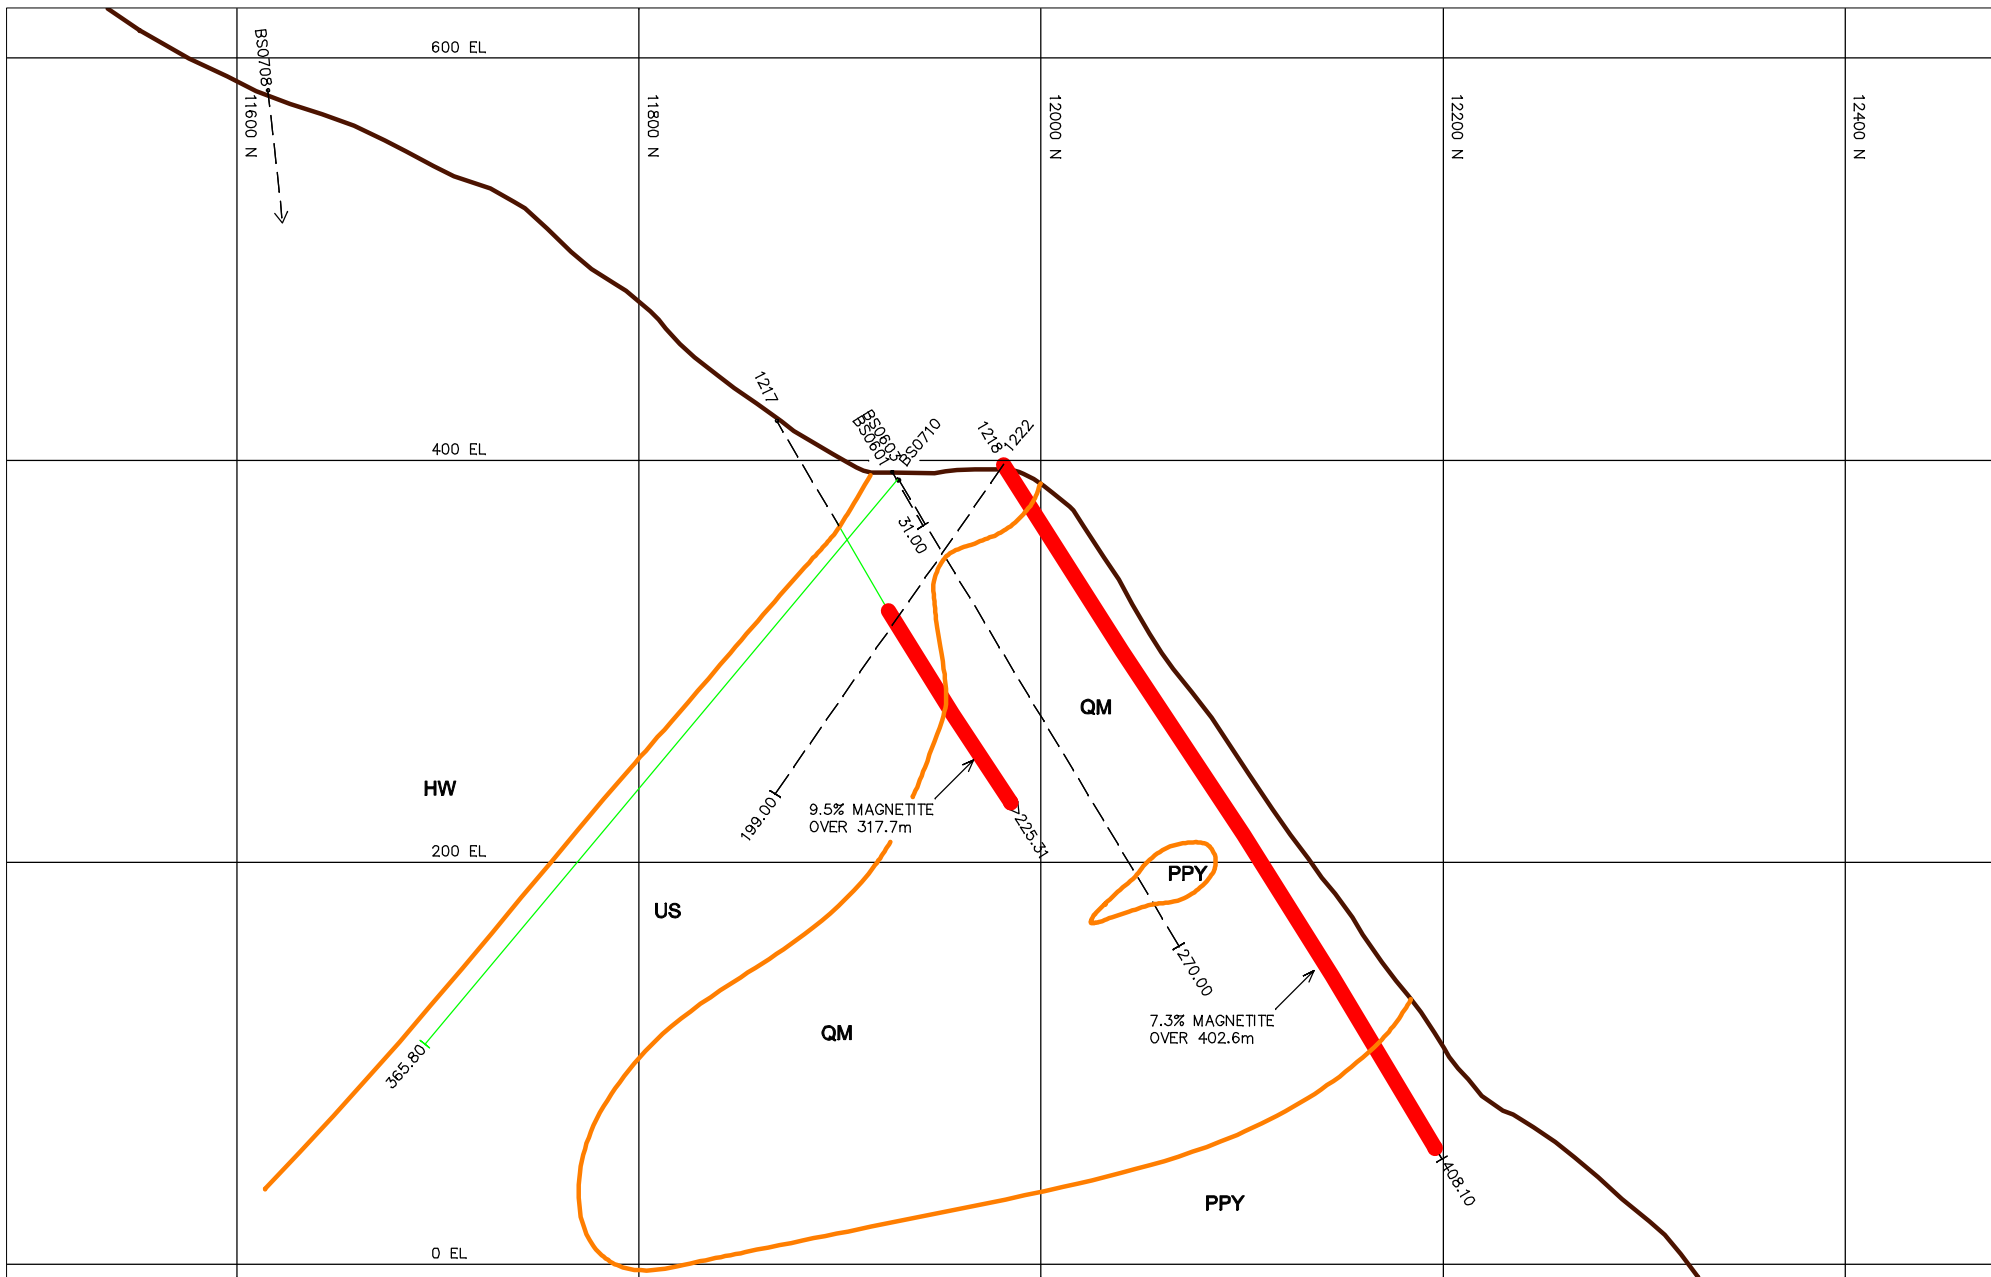 BS0708
600 EL
11600 N
11800 N
12000 N
12200 N
12400 N
1217
400 EL
BS0603
BS0601
BS0710
1218
1222
31.00
QM
HW
199.00
9.5% MAGNETITE
OVER 317.7m
225.31
200 EL
PPY
US
270.00
QM
7.3% MAGNETITE
OVER 402.6m
365.80
408.10
PPY
0 EL